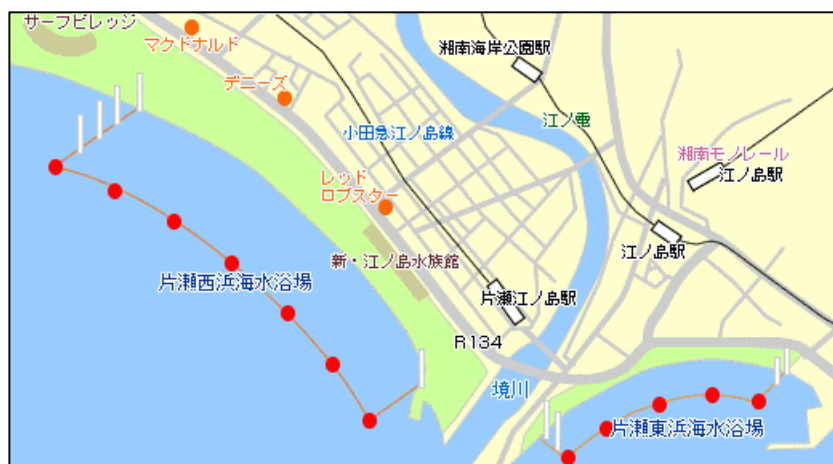 サーフビレッジ
マクドナルド
湘南海岸公園駅
デニーズ
小田急江ノ島線
江ノ電
湘南モノレール
江ノ島駅
レッド
ロブスター
江ノ島駅
新・江ノ島水族館
片瀬西浜海水浴場
片瀬江ノ島駅
R134
境川
片瀬東浜海水浴場